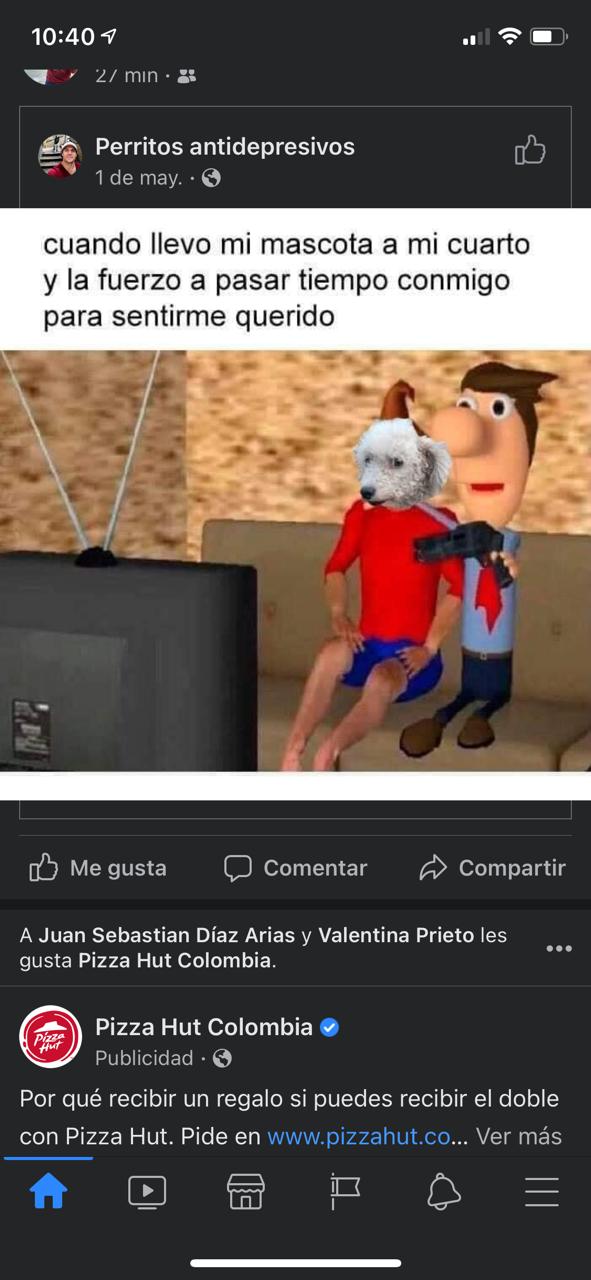 10:40
27 min ·
Perritos antidepresivos
1 de may. ·
cuando llevo mi mascota a mi cuarto
y la fuerzo a pasar tiempo conmigo
para sentirme querido
Me gusta
Comentar
Compartir
A Juan Sebastian Díaz Arias y Valentina Prieto les
gusta Pizza Hut Colombia.
Pizza Hut
Pizza Hut Colombia
Publicidad ·
Por qué recibir un regalo si puedes recibir el doble
con Pizza Hut. Pide en www.pizzahut.co... Ver más